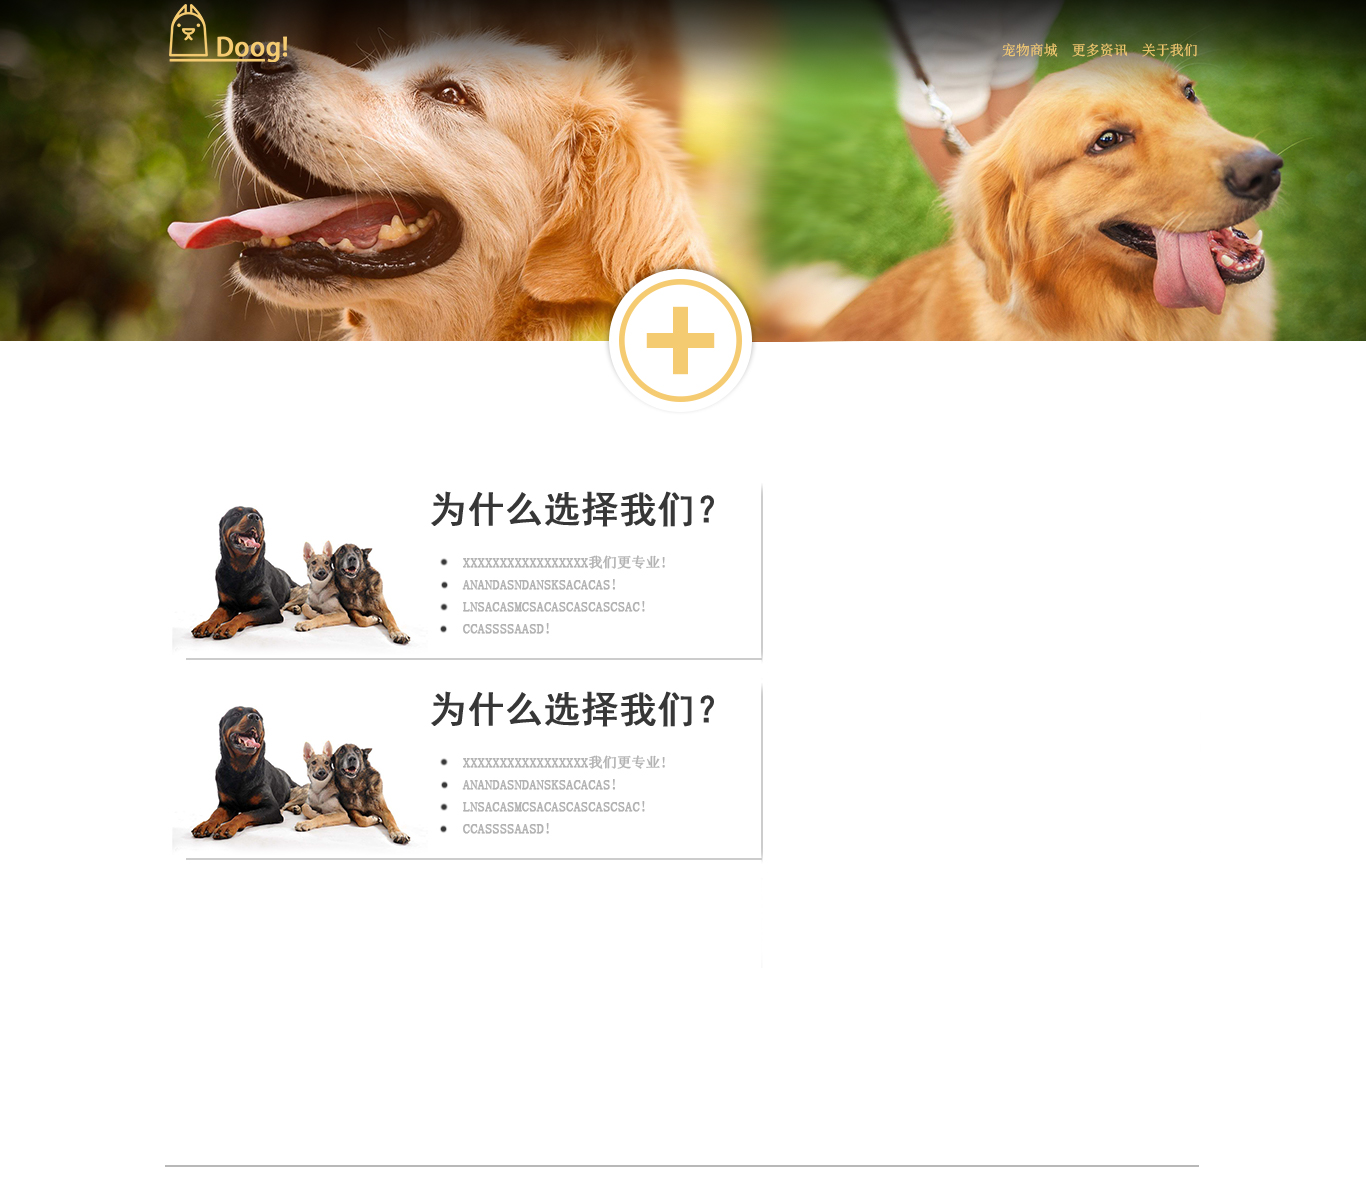 Doog!
宠物商城 更多资讯 关于我们
为什么选择我们?
XXXXXXXXXXXXXXXXX我们更专业!
ANANDASNDANSKSACACAS!
LNSACASMCSACASCASCASCSAC!
CCASSSSAASD!
为什么选择我们?
XXXXXXXXXXXXXXXXX我们更专业!
ANANDASNDANSKSACACAS!
LNSACASMCSACASCASCASCSAC!
CCASSSSAASD!